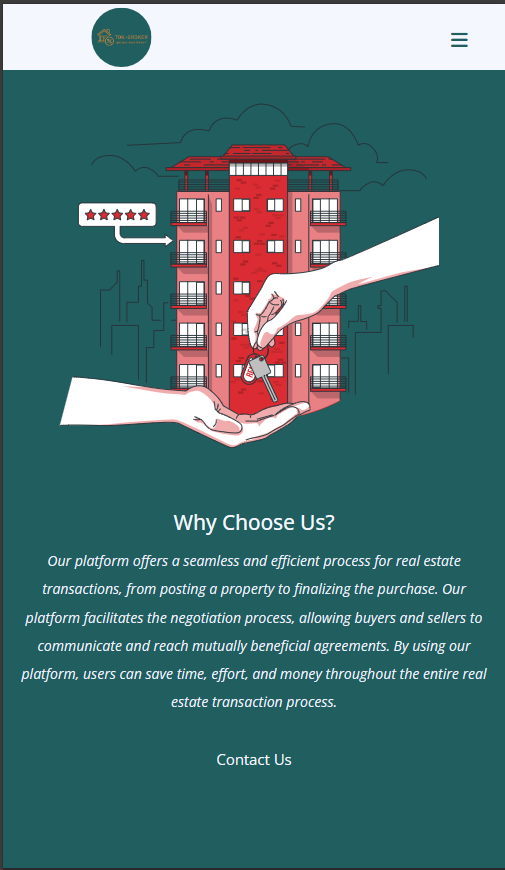 Why Choose Us?
Our platform offers a seamless and efficient process for real estate
transactions, from posting a property to finalizing the purchase. Our
platform facilitates the negotiation process, allowing buyers and sellers to
communicate and reach mutually beneficial agreements. By using our
platform, users can save time, effort, and money throughout the entire real
estate transaction process.
Contact Us